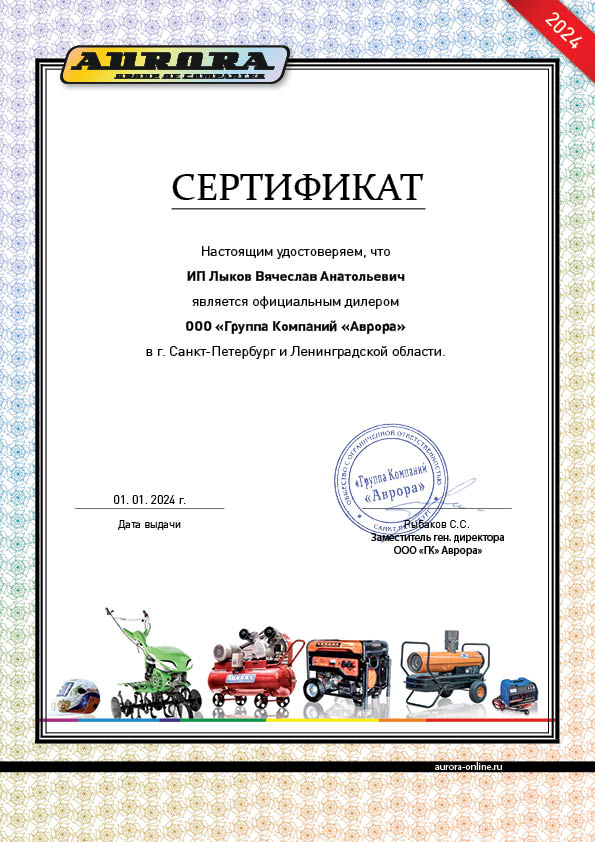 2024
AURORA
СЕРТИФИКАТ
Настоящим удостоверяем, что
ИП Лыков Вячеслав Анатольевич
является официальным дилером
ООО «Группа Компаний «Аврора»
в г. Санкт-Петербург и Ленинградской области.
ОБЩЕСТВО С ОГРАНИЧЕННОЙ ОТВЕТСТВЕННОСТЬЮ
«Группа Компаний
«Аврора»
САНКТ-ПЕТЕРБУРГ
01. 01. 2024 г.
Дата выдачи
Рыбаков С.С.
Заместитель ген. директора
ООО «ГК» Аврора»
AURORA
aurora-online.ru